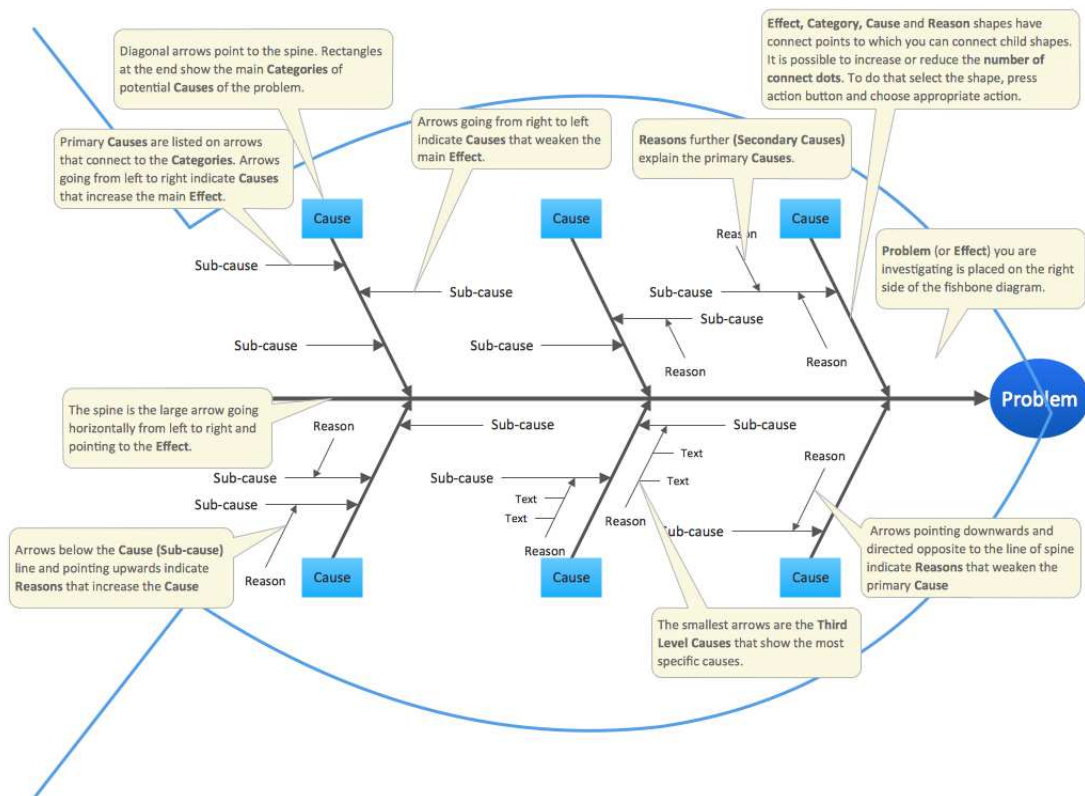 Effect, Category, Cause and Reason shapes have
connect points to which you can connect child shapes.
It is possible to increase or reduce the number of
connect dots. To do that select the shape, press
action button and choose appropriate action.
Diagonal arrows point to the spine. Rectangles
at the end show the main Categories of
potential Causes of the problem.
Arrows going from right to left
indicate Causes that weaken the
main Effect.
Reasons further (Secondary Causes)
explain the primary Causes.
Primary Causes are listed on arrows
that connect to the Categories. Arrows
going from left to right indicate Causes
that increase the main Effect.
Cause
Cause
Cause
Reason
Problem (or Effect) you are
investigating is placed on the right
side of the fishbone diagram.
Sub-cause
Sub-cause
Sub-cause
Sub-cause
Sub-cause
Sub-cause
Reason
Reason
Problem
The spine is the large arrow going
horizontally from left to right and
pointing to the Effect.
Sub-cause
Sub-cause
Reason
Reason
Text
Sub-cause
Sub-cause
Text
Sub-cause
Text
Text
Reason
Sub-cause
Arrows below the Cause (Sub-cause)
line and pointing upwards indicate
Reasons that increase the Cause
Reason
Reason
Cause
Cause
Cause
Arrows pointing downwards and
directed opposite to the line of spine
indicate Reasons that weaken the
primary Cause
The smallest arrows are the Third
Level Causes that show the most
specific causes.